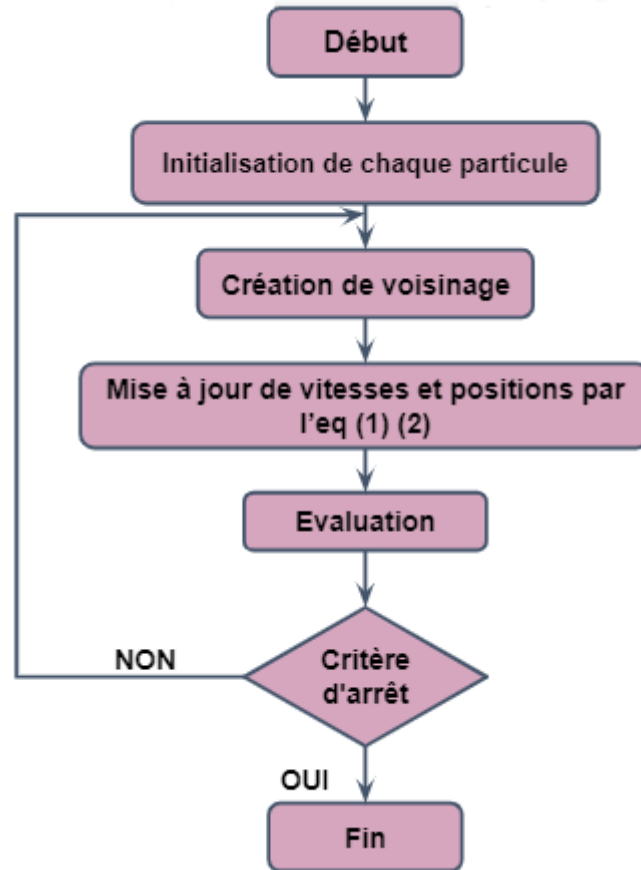 Début
Initialisation de chaque particule
Création de voisinage
Mise à jour de vitesses et positions par
l'eq (1) (2)
Evaluation
NON
Critère
d'arrêt
OUI
Fin